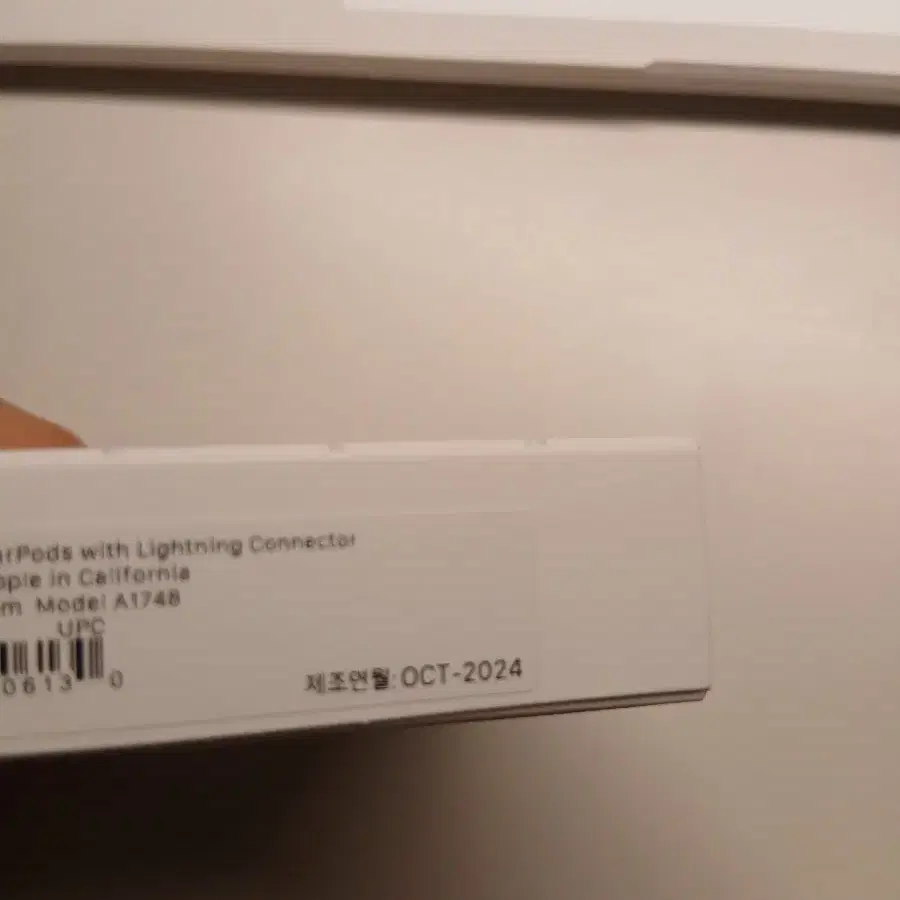 arPods with Lightning Connector
pple in California
m Model A1748
UPC
0613 0
제조연월: OCT-2024